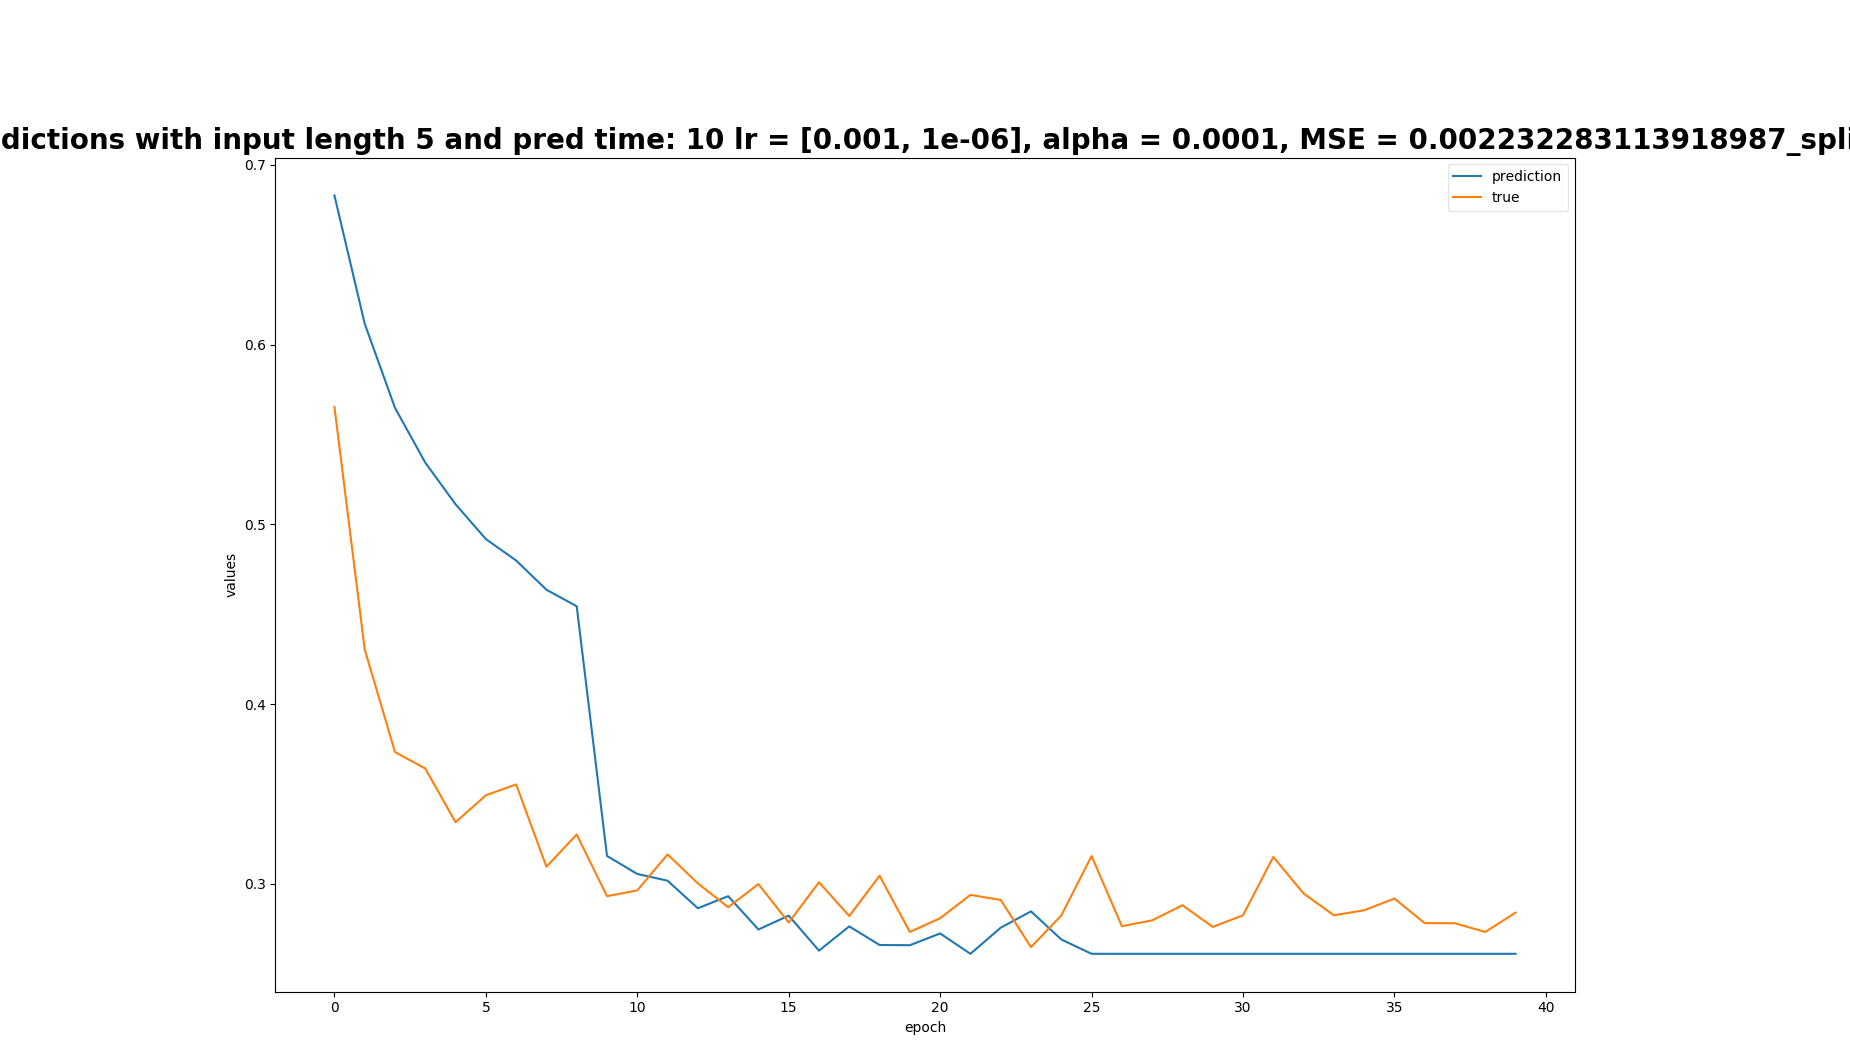 dictions with input length 5 and pred time: 10 lr = [0.001, 1e-06], alpha = 0.0001, MSE = 0.002232283113918987_spli
prediction
true
0.7
0.6
0.5
0.4
0.3
values
0 5 10 15 20 25 30 35 40
epoch